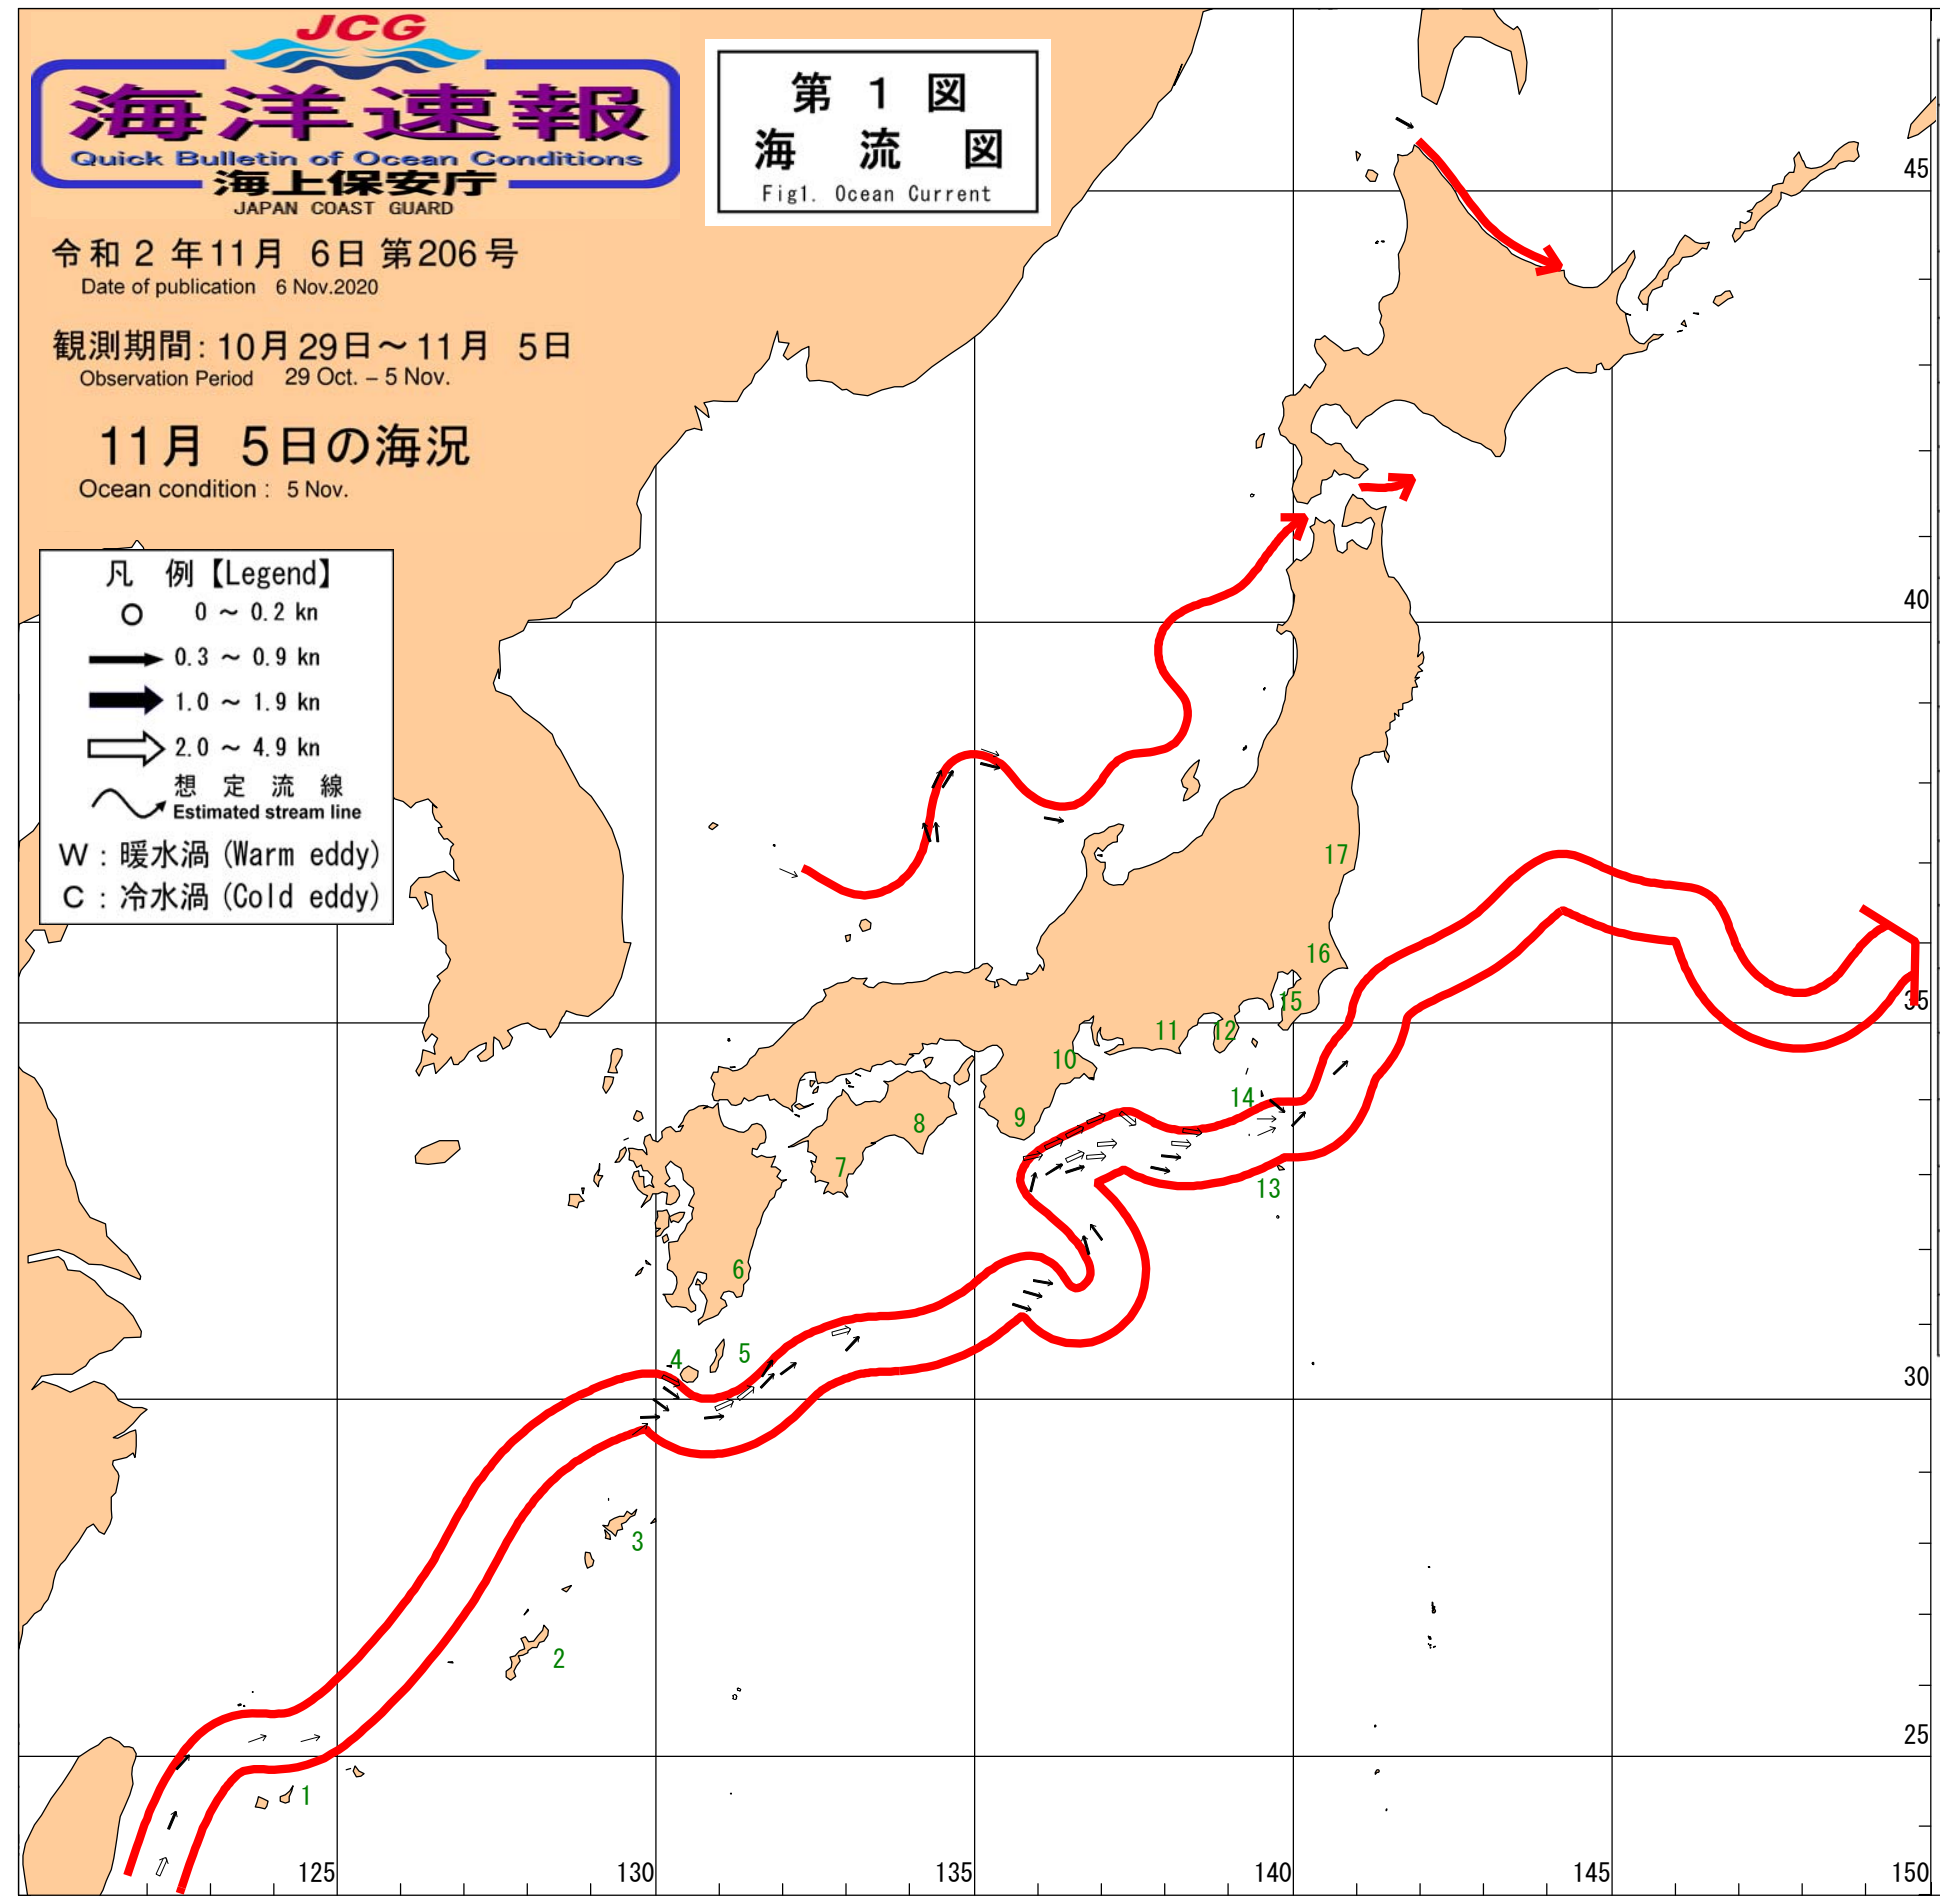 JCG
海洋速報
Quick Bulletin of Ocean Conditions
海上保安庁
JAPAN COAST GUARD
第 1 図
海 流 図
Fig1. Ocean Current
令和 2 年11月 6日 第206号
Date of publication 6 Nov.2020
観測期間: 10月29日～11月 5日
Observation Period 29 Oct. – 5 Nov.
11月 5日の海況
Ocean condition : 5 Nov.
凡 例【Legend】
0 ～ 0.2 kn
0.3 ～ 0.9 kn
1.0 ～ 1.9 kn
2.0 ～ 4.9 kn
想 定 流 線
Estimated stream line
W : 暖水渦 (Warm eddy)
C : 冷水渦 (Cold eddy)
45
40
17
16
35
15
12
11
10
14
9
8
7
13
6
5
4
30
3
2
25
1
125
130
135
140
145
150